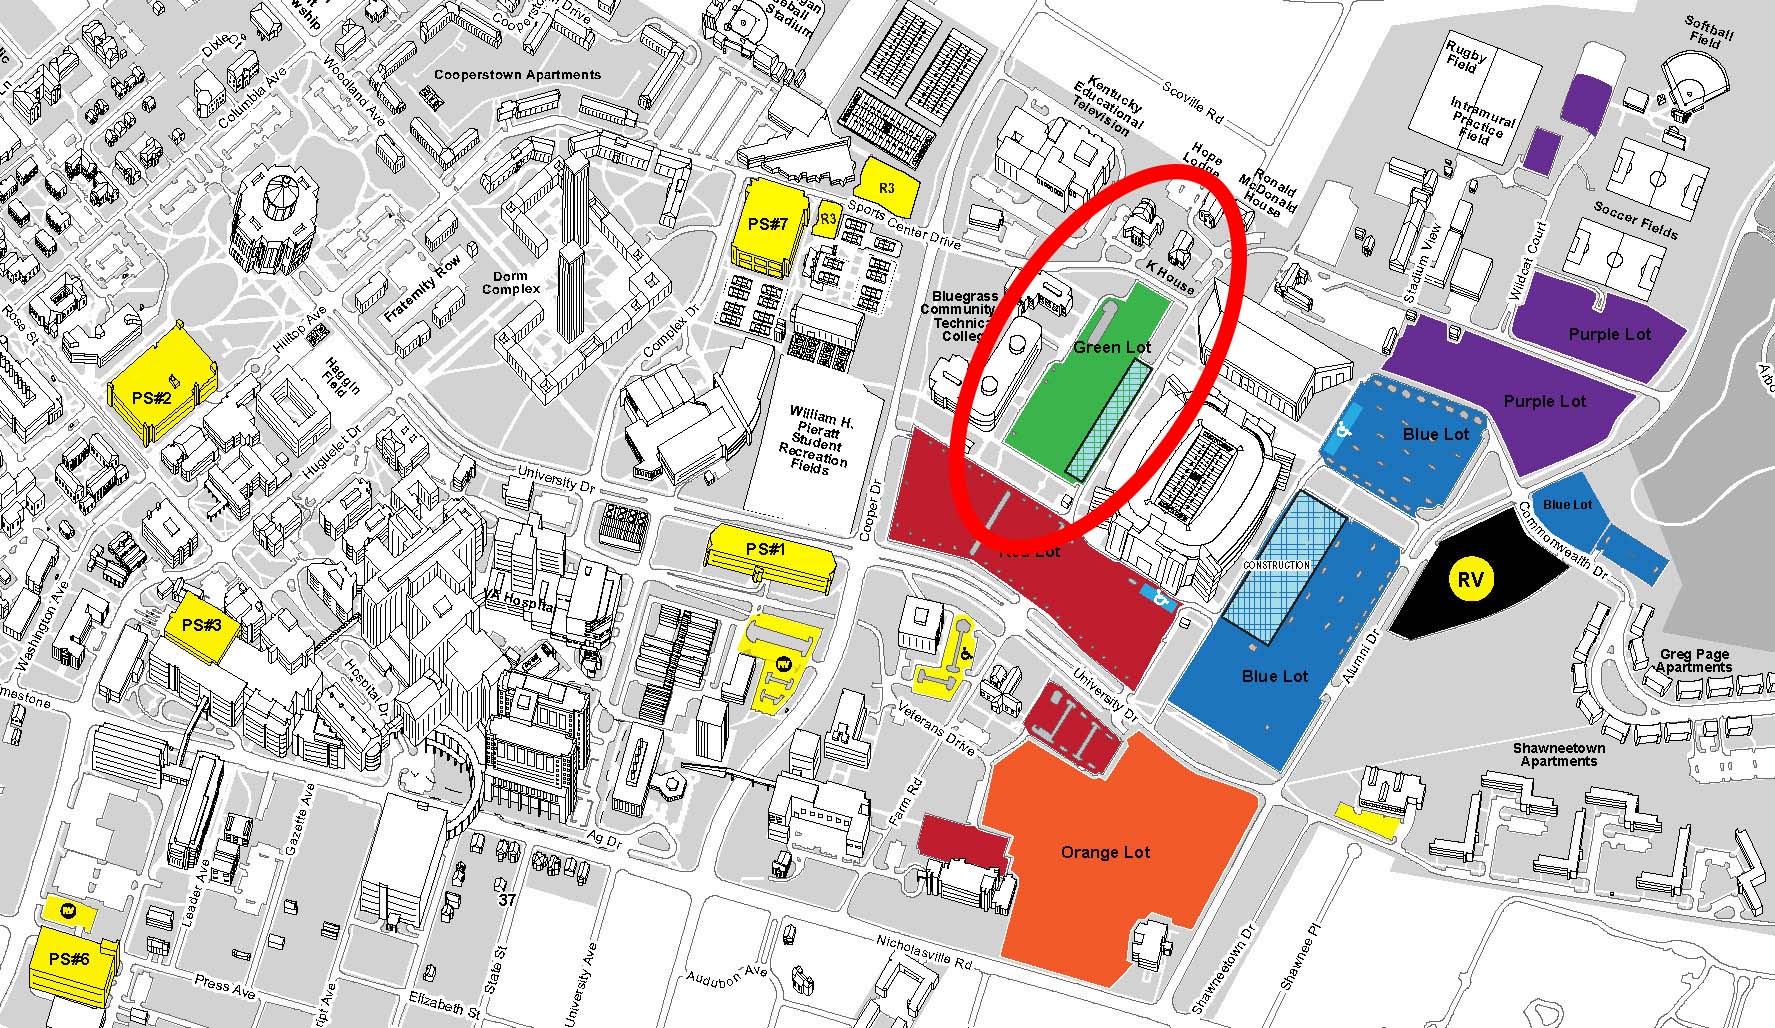 Cooperstown Drive
Stadium
Dixie Ct
Columbia Ave
Woodland Ave
Cooperstown Apartments
Kentucky
Educational
Television
Scoville Rd
Softball
Field
Rugby
Field
Intramural
Practice
Field
Hope
Lodge
Ronald
McDonald
House
R3
R3
PS#7
Sports Center Drive
K House
Stadium View
Wildcat Court
Soccer Fields
Dorm
Complex
Fraternity Row
Hilltop Ave
Complex Dr
Rose St
Bluegrass
Community
Technical
College
Green Lot
Purple Lot
Purple Lot
Haggin
Field
PS#2
Huguelet Dr
William H.
Pieratt
Student
Recreation
Fields
Blue Lot
University Dr
Cooper Dr
Blue Lot
Commonwealth Dr
PS#1
Red Lot
CONSTRUCTION
RV
VA Hospital
Washington Ave
PS#3
RV
Hospital Dr
Blue Lot
Alumni Dr
Greg Page
Apartments
University Dr
Veterans Drive
Shawneetown
Apartments
Farm Rd
Orange Lot
Gazette Ave
Leader Ave
Ag Dr
37
RV
PS#6
Press Ave
State St
University Ave
Elizabeth St
Audubon Ave
Nicholasville Rd
Shawneetown Dr
Shawnee Pl